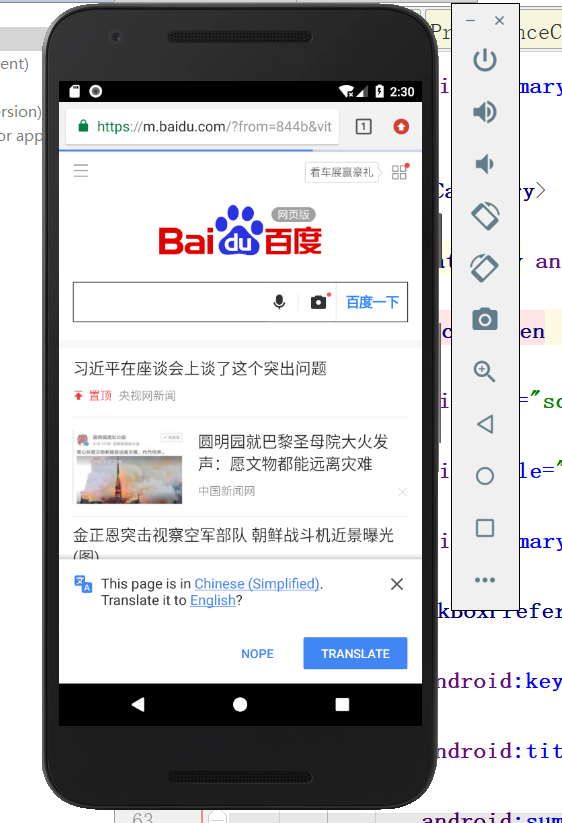 ent)
ersion)
or app
2:30
https://m.baidu.com/?from=844b&vit
1
看车展赢豪礼
网页版
Bai du 百度
百度一下
习近平在座谈会上谈了这个突出问题
置顶 央视网新闻
圆明园就巴黎圣母院大火发
声：愿文物都能远离灾难
中国新闻网
金正恩突击视察空军部队 朝鲜战斗机近景曝光
(图)
This page is in Chinese (Simplified).
Translate it to English?
NOPE
TRANSLATE
63
PreferenceC
mary
Ca
ry>
at
an
c
en
="sc
i
le="
mary
kBoxPrefer
android:key
android:tit
android:sum